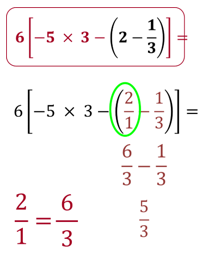 6 [−5 × 3 − (2 − 1/3)] =
6 [−5 × 3 − (2/1 − 1/3)] =
6/3 − 1/3
2/1 = 6/3
5/3